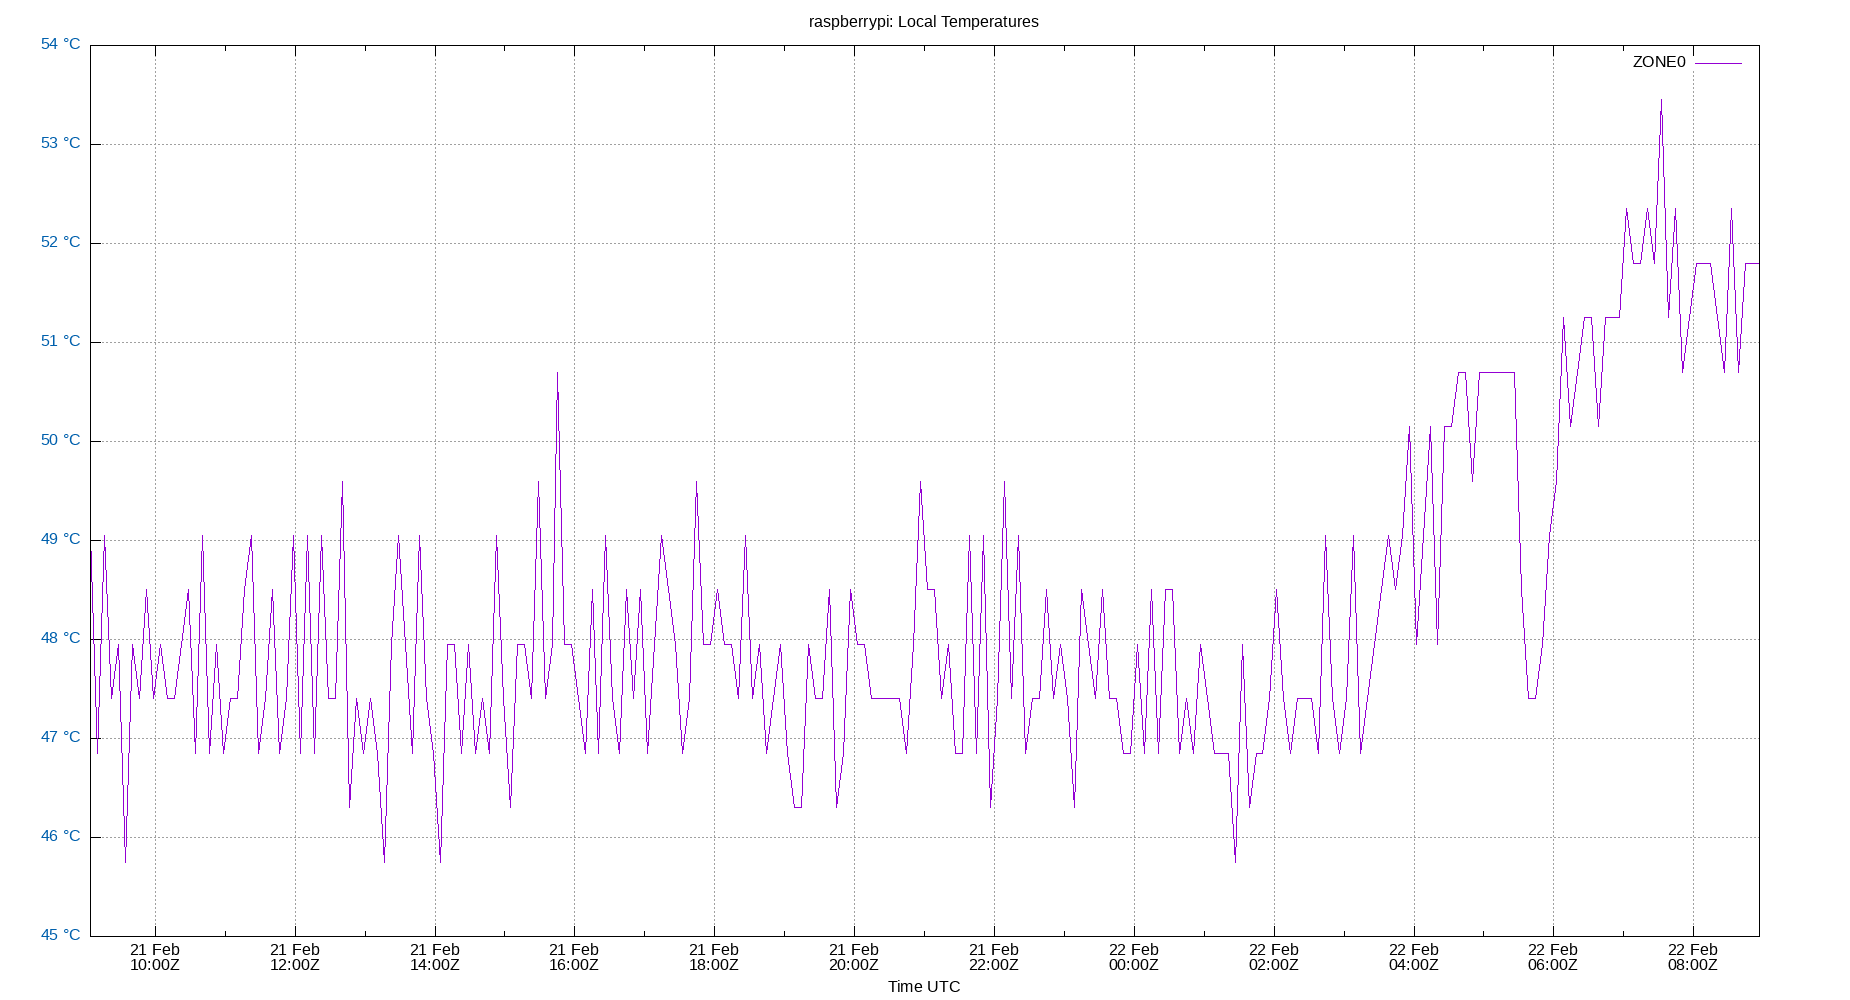 raspberrypi: Local Temperatures
ZONE0
54 °C
53 °C
52 °C
51 °C
50 °C
49 °C
48 °C
47 °C
46 °C
45 °C
21 Feb 21 Feb 21 Feb 21 Feb 21 Feb 21 Feb 21 Feb 22 Feb 22 Feb 22 Feb 22 Feb 22 Feb
10:00Z 12:00Z 14:00Z 16:00Z 18:00Z 20:00Z 22:00Z 00:00Z 02:00Z 04:00Z 06:00Z 08:00Z
Time UTC